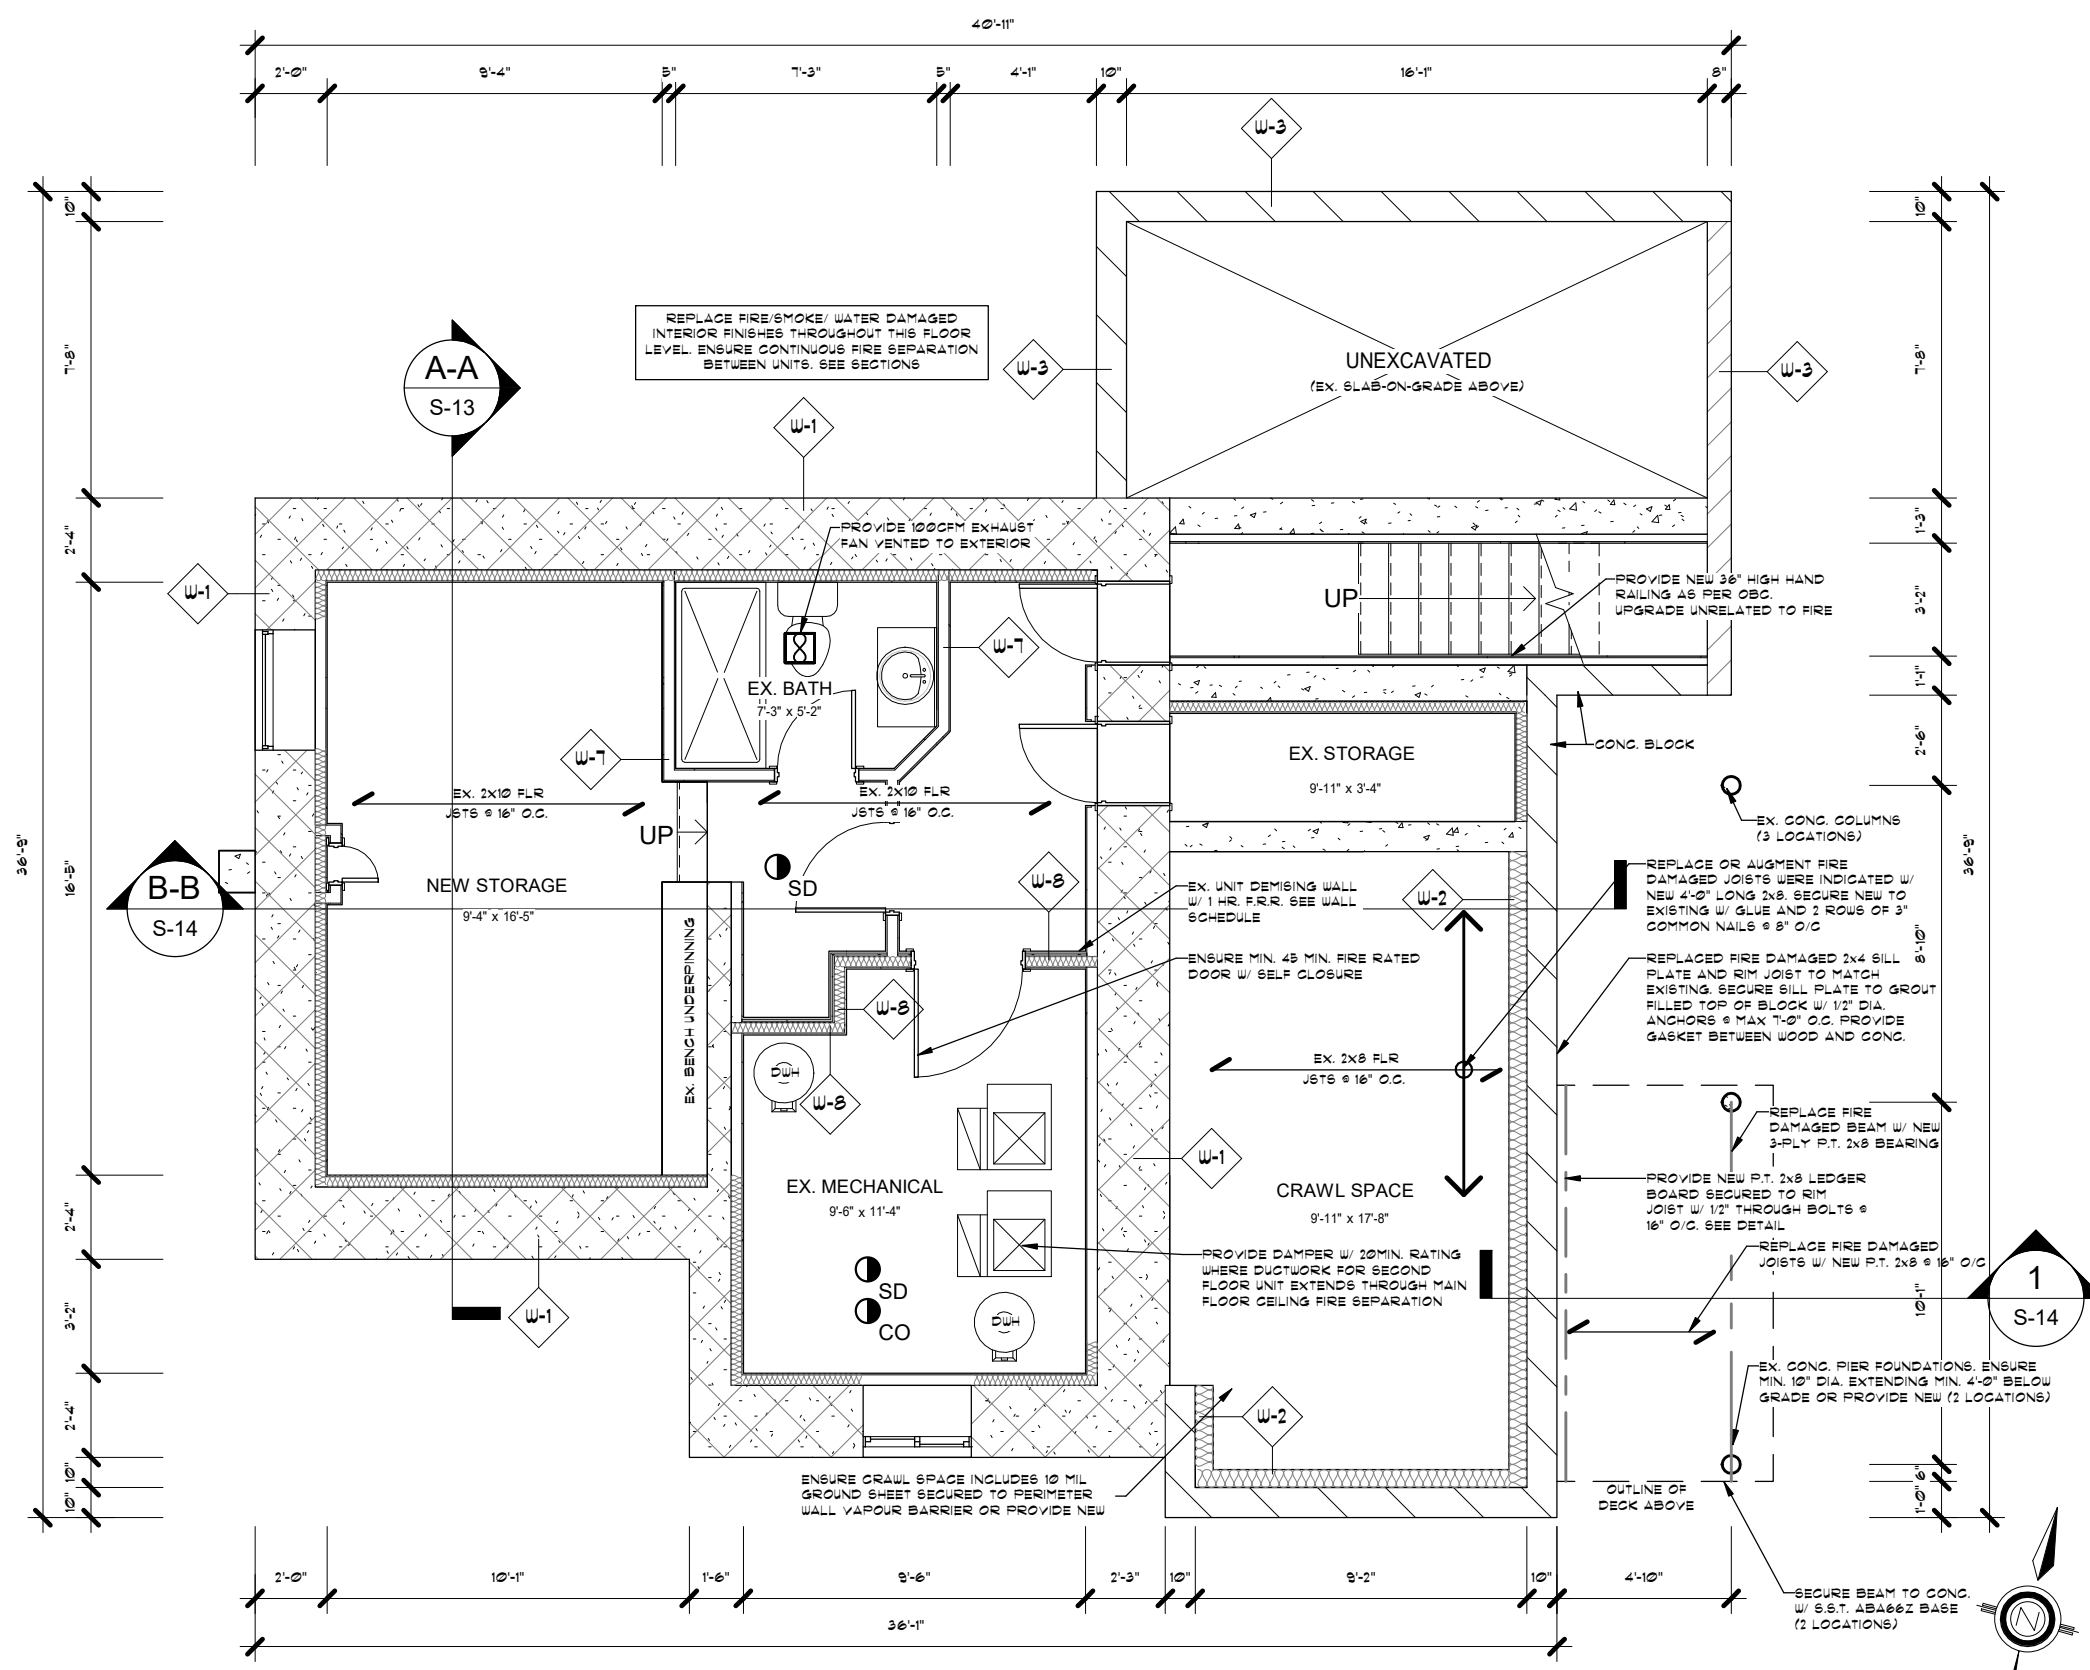 40'-11"
2'-0"
9'-4"
5"
7'-3"
5"
4'-1"
10"
16'-1"
8"
W-3
10"
7'-8"
2'-4"
16'-5"
2'-4"
3'-2"
2'-4"
10"
10"
36'-9"
REPLACE FIRE/SMOKE/ WATER DAMAGED
INTERIOR FINISHES THROUGHOUT THIS FLOOR
LEVEL. ENSURE CONTINUOUS FIRE SEPARATION
BETWEEN UNITS. SEE SECTIONS
A-A
S-13
W-3
UNEXCAVATED
(EX. SLAB-ON-GRADE ABOVE)
W-3
W-1
PROVIDE 100CFM EXHAUST
FAN VENTED TO EXTERIOR
W-1
UP
PROVIDE NEW 36" HIGH HAND
RAILING AS PER OBC.
UPGRADE UNRELATED TO FIRE
W-7
EX. BATH
7'-3" x 5'-2"
W-7
EX. STORAGE
9'-11" x 3'-4"
CONC. BLOCK
EX. 2x10 FLR
JSTS @ 16" O.C.
EX. 2x10 FLR
JSTS @ 16" O.C.
UP
EX. CONC. COLUMNS
(3 LOCATIONS)
B-B
S-14
NEW STORAGE
9'-4" x 16'-5"
SD
W-8
EX. UNIT DEMISING WALL
W/ 1 HR. F.R.R. SEE WALL
SCHEDULE
W-2
REPLACE OR AUGMENT FIRE
DAMAGED JOISTS WERE INDICATED W/
NEW 4'-0" LONG 2x8. SECURE NEW TO
EXISTING W/ GLUE AND 2 ROWS OF 3"
COMMON NAILS @ 8" O/C
EX. BENCH UNDERPINNING
ENSURE MIN. 45 MIN. FIRE RATED
DOOR W/ SELF CLOSURE
REPLACED FIRE DAMAGED 2x4 SILL
PLATE AND RIM JOIST TO MATCH
EXISTING. SECURE SILL PLATE TO GROUT
FILLED TOP OF BLOCK W/ 1/2" DIA.
ANCHORS @ MAX 7'-0" O.C. PROVIDE
GASKET BETWEEN WOOD AND CONC.
W-8
DWH
W-8
EX. 2x8 FLR
JSTS @ 16" O.C.
REPLACE FIRE
DAMAGED BEAM W/ NEW
3-PLY P.T. 2x8 BEARING
W-1
EX. MECHANICAL
9'-6" x 11'-4"
CRAWL SPACE
9'-11" x 17'-8"
PROVIDE NEW P.T. 2x8 LEDGER
BOARD SECURED TO RIM
JOIST W/ 1/2" THROUGH BOLTS @
16" O/C. SEE DETAIL
PROVIDE DAMPER W/ 20MIN. RATING
WHERE DUCTWORK FOR SECOND
FLOOR UNIT EXTENDS THROUGH MAIN
FLOOR CEILING FIRE SEPARATION
REPLACE FIRE DAMAGED
JOISTS W/ NEW P.T. 2x8 @ 16" O/C
1
S-14
SD
CO
DWH
W-1
EX. CONC. PIER FOUNDATIONS. ENSURE
MIN. 10" DIA. EXTENDING MIN. 4'-0" BELOW
GRADE OR PROVIDE NEW (2 LOCATIONS)
W-2
ENSURE CRAWL SPACE INCLUDES 10 MIL
GROUND SHEET SECURED TO PERIMETER
WALL VAPOUR BARRIER OR PROVIDE NEW
OUTLINE OF
DECK ABOVE
SECURE BEAM TO CONC.
W/ S.S.T. ABA66Z BASE
(2 LOCATIONS)
10"
7'-8"
1'-3"
3'-2"
1'-1"
2'-6"
8'-10"
10'-1"
6"
1'-0"
36'-9"
2'-0"
10'-1"
1'-6"
9'-6"
2'-3"
10"
9'-2"
10"
4'-10"
36'-1"
N